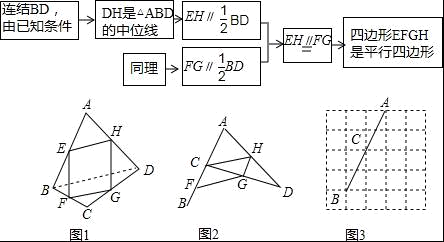 连结BD,
由已知条件
DH是△ABD
的中位线
EH∥1/2BD
同理
FG∥1/2BD
EH∥FG
四边形EFGH
是平行四边形
A
E
H
B
D
F
G
C
图1
A
C
H
F
G
B
D
图2
A
C
B
图3